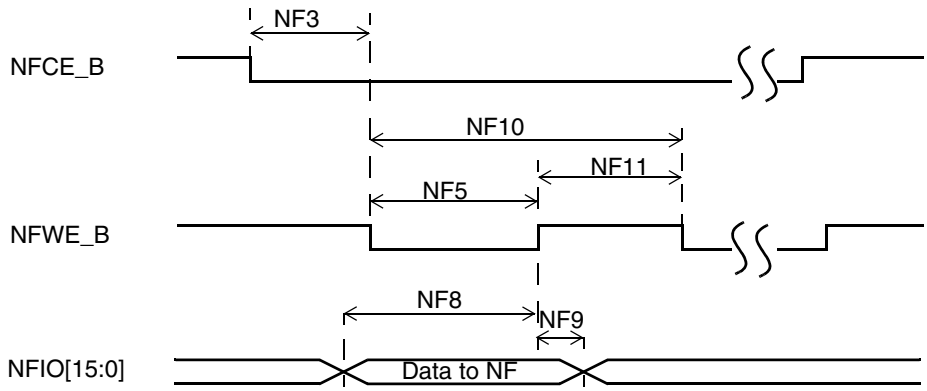 NF3
NFCE_B
NF10
NF11
NF5
NFWE_B
NF8
NF9
NFIO[15:0]
Data to NF